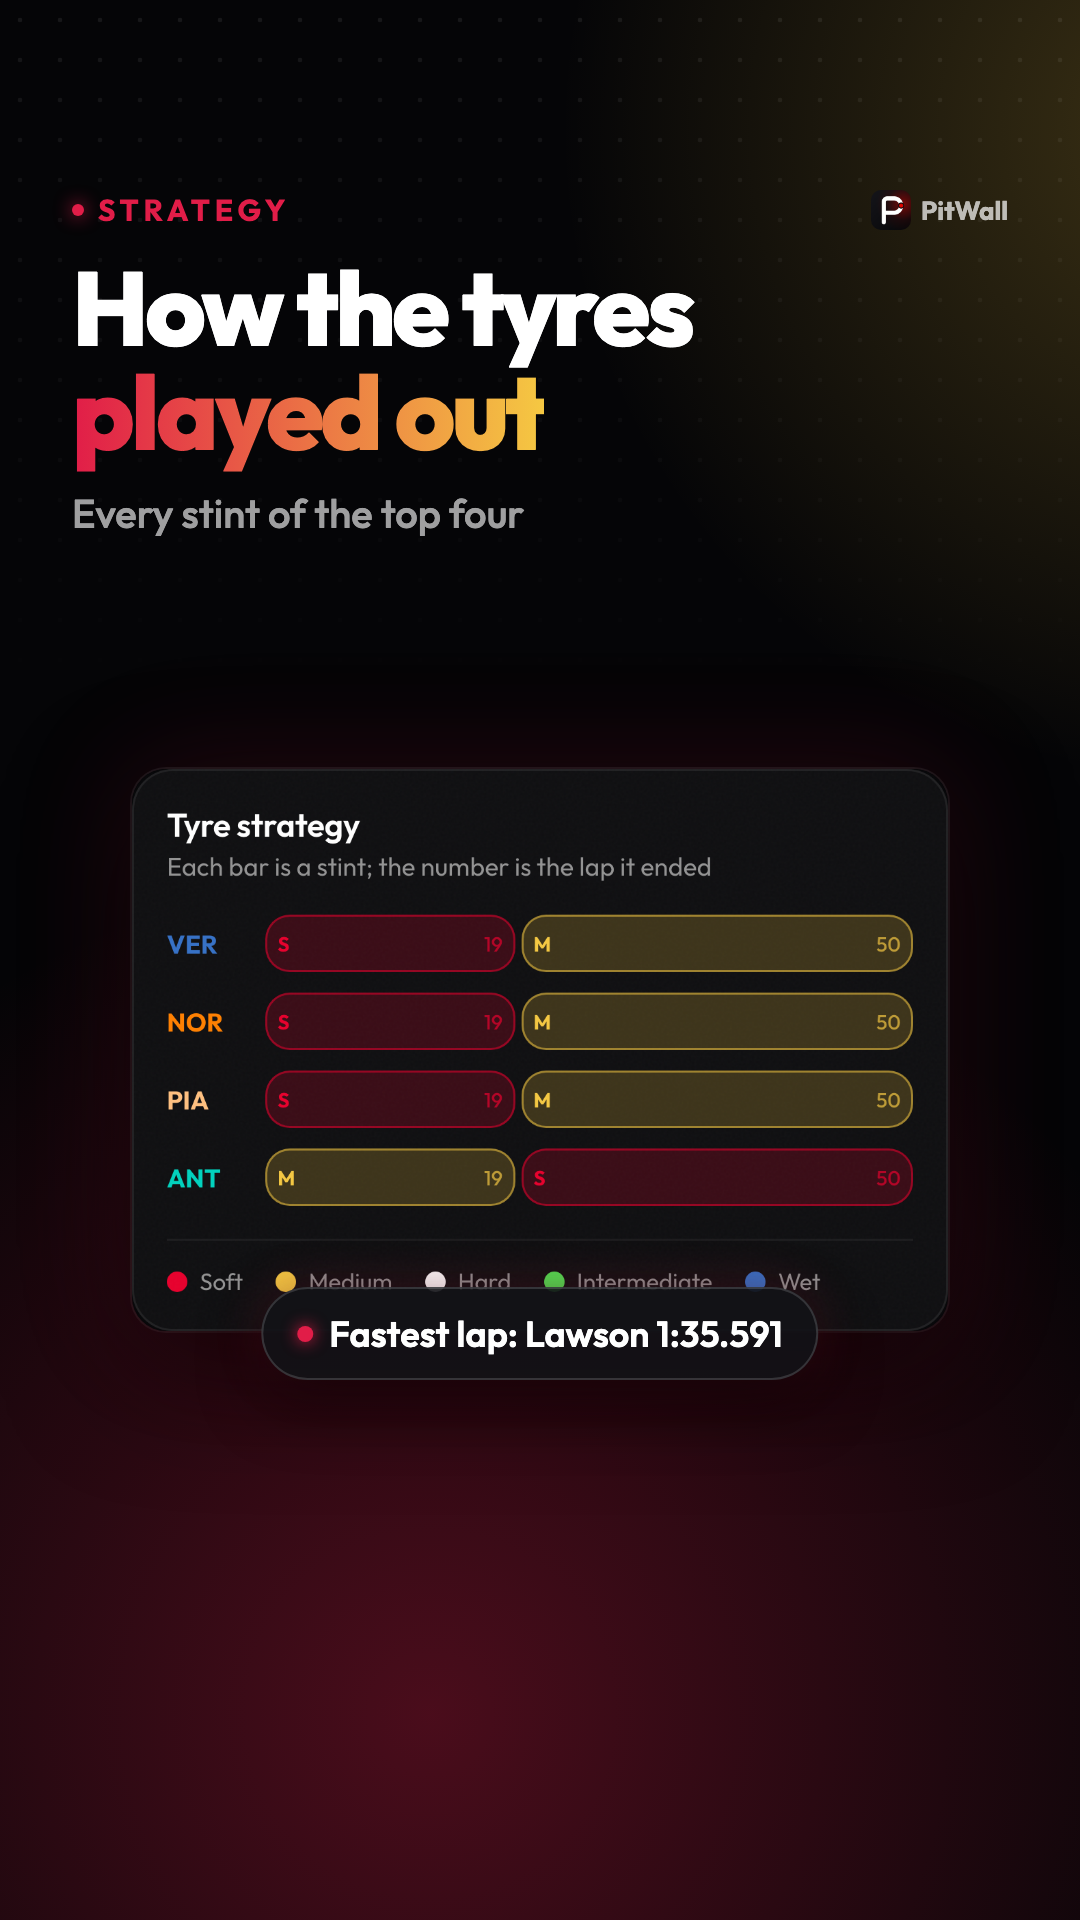 STRATEGY
PitWall
How the tyres
played out
Every stint of the top four
Tyre strategy
Each bar is a stint; the number is the lap it ended
VER S 19 M 50
NOR S 19 M 50
PIA S 19 M 50
ANT M 19 S 50
Soft Medium Hard Intermediate Wet
Fastest lap: Lawson 1:35.591